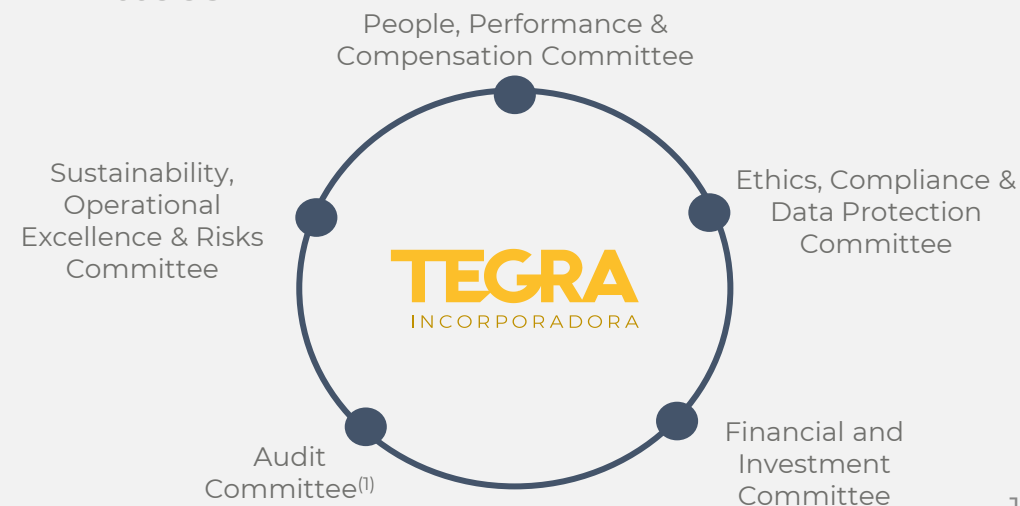 People, Performance &
Compensation Committee
Sustainability,
Operational
Excellence & Risks
Committee
Ethics, Compliance &
Data Protection
Committee
TEGRA
INCORPORADORA
Audit
Committee(1)
Financial and
Investment
Committee